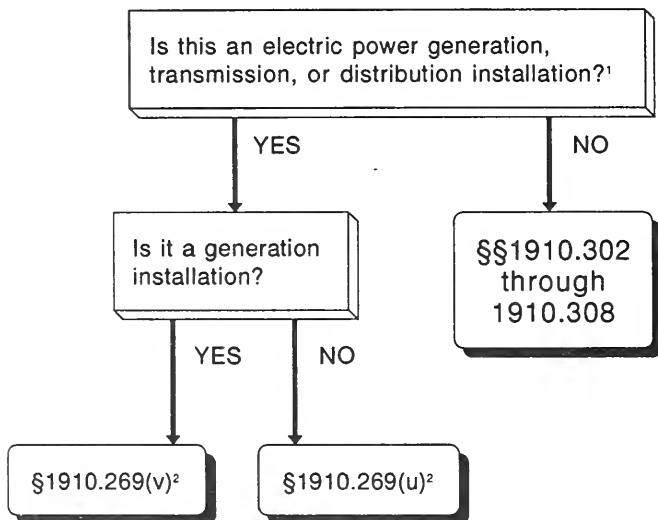 Is this an electric power generation,
transmission, or distribution installation?¹
YES
NO
Is it a generation
installation?
§§1910.302
through
1910.308
YES
NO
§1910.269(v)²
§1910.269(u)²